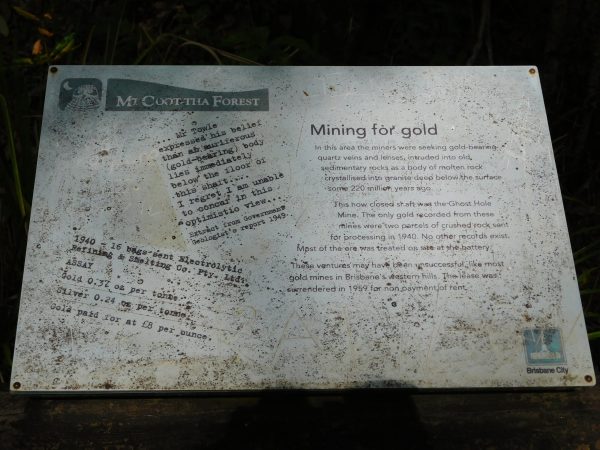 MT COOT-THA FOREST
Mr Towle
expressed his belief
than an auriferous
(gold-bearing) body
lies immediately
below the floor of
this shaft....
I regret I am unable
to concur in this
optimistic view....
Extract from Government
Geologist's report 1949.
1940 - 16 bags sent Electrolytic
Refining & Smelting Co. Pty. Ltd.
ASSAY
Gold 0.37 oz per tonne
Silver 0.24 oz per tonne
Gold paid for at £8 per ounce.
Mining for gold
In this area the miners were seeking gold-bearing
quartz veins and lenses, intruded into old,
sedimentary rocks as a body of molten rock
crystallised into granite deep below the surface
some 220 million years ago.
This now closed shaft was the Ghost Hole
Mine. The only gold recorded from these
mines were two parcels of crushed rock sent
for processing in 1940. No other records exist.
Most of the ore was treated on site at the battery.
These ventures may have been unsuccessful, like most
gold mines in Brisbane's western hills. The lease was
surrendered in 1959 for non payment of rent.
Brisbane City